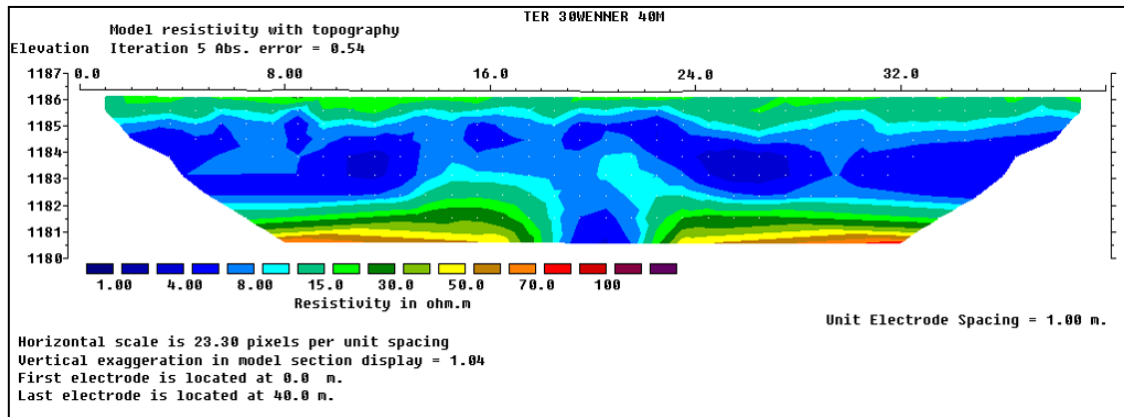 TER 30WENNER 40M
Model resistivity with topography
Elevation Iteration 5 Abs. error = 0.54
1187 0.0 8.00 16.0 24.0 32.0
1186
1185
1184
1183
1182
1181
1180
1.00 4.00 8.00 15.0 30.0 50.0 70.0 100
Resistivity in ohm.m
Unit Electrode Spacing = 1.00 m.
Horizontal scale is 23.30 pixels per unit spacing
Vertical exaggeration in model section display = 1.04
First electrode is located at 0.0 m.
Last electrode is located at 40.0 m.